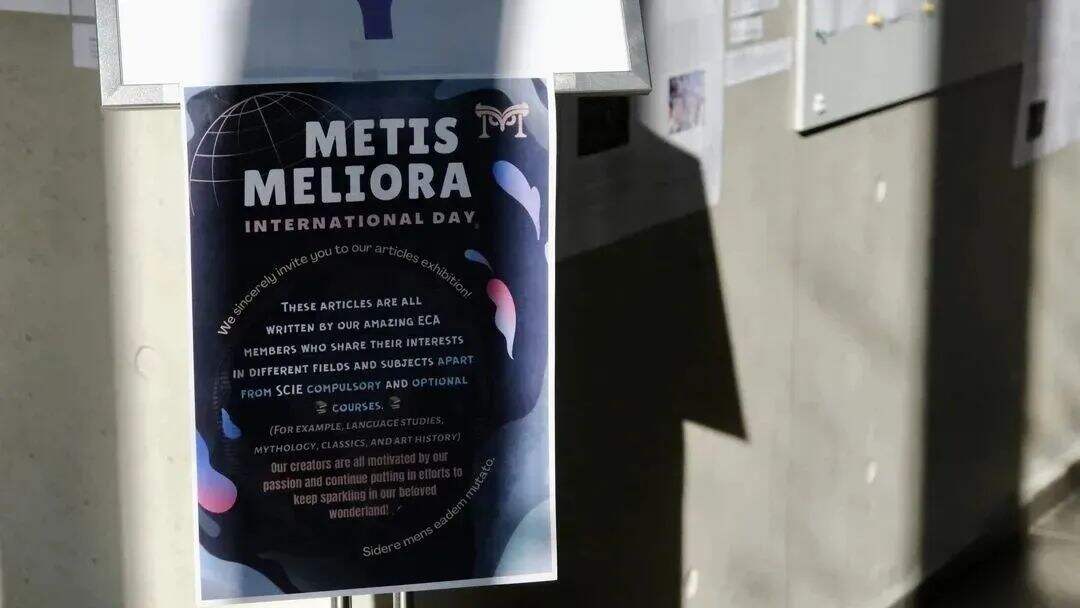 METIS
MELIORA
INTERNATIONAL DAY
We sincerely invite you to our articles exhibition!
THESE ARTICLES ARE ALL
WRITTEN BY OUR AMAZING ECA
MEMBERS WHO SHARE THEIR INTERESTS
IN DIFFERENT FIELDS AND SUBJECTS APART
FROM SCIE COMPULSORY AND OPTIONAL
COURSES.
(FOR EXAMPLE, LANGUAGE STUDIES,
MYTHOLOGY, CLASSICS, AND ART HISTORY)
Our creators are all motivated by our
passion and continue putting in efforts to
keep sparkling in our beloved
wonderland!
Sidere mens eadem mutato.